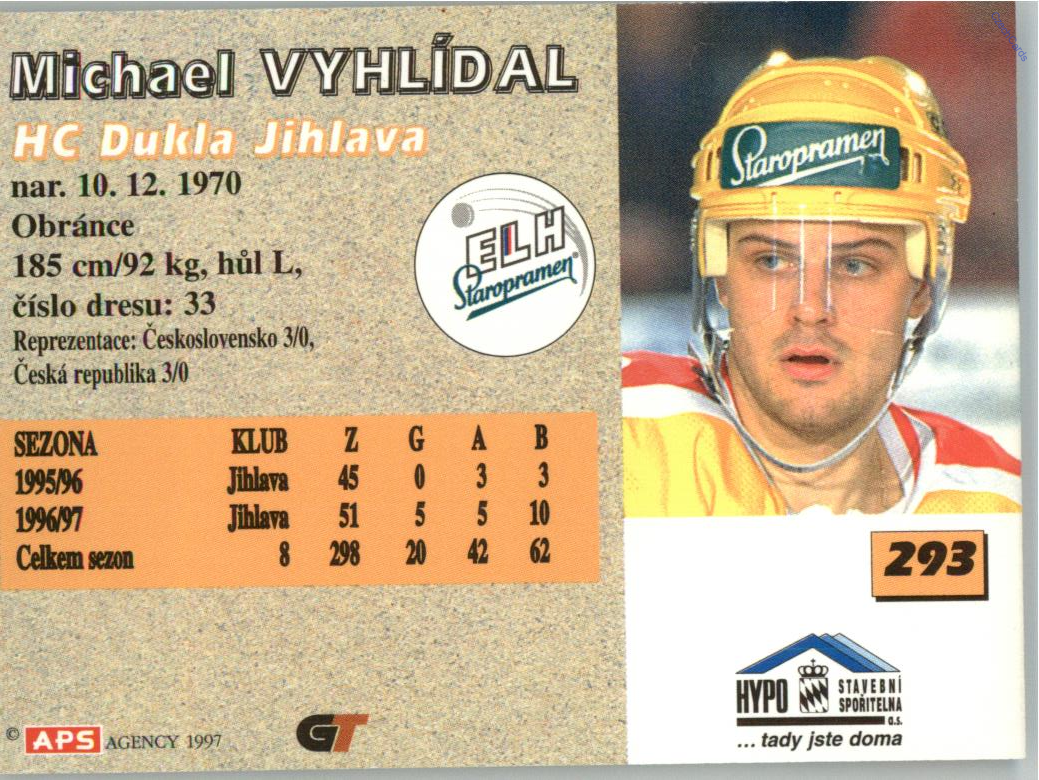 Michael VYHLÍDAL
HC Dukla Jihlava
nar. 10. 12. 1970
Obránce
185 cm/92 kg, hůl L,
číslo dresu: 33
Reprezentace: Československo 3/0,
Česká republika 3/0
ELH
Staropramen
SEZONA KLUB Z G A B
1995/96 Jihlava 45 0 3 3
1996/97 Jihlava 51 5 5 10
Celkem sezon 8 298 20 42 62
© APS AGENCY 1997
GT
Staropramen
293
HYPO STAVEBNÍ
SPOŘITELNA
a.s.
... tady jste doma